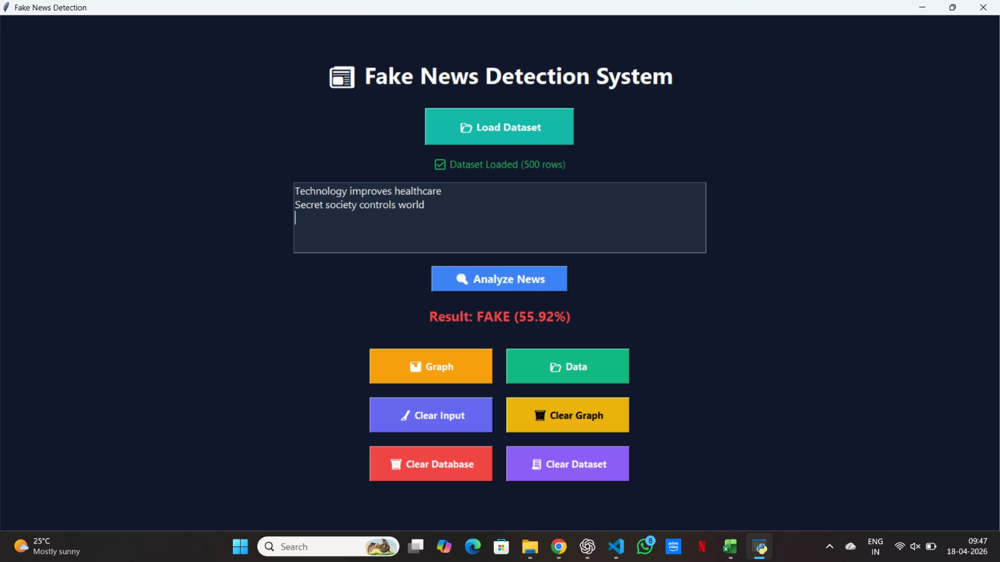 Fake News Detection
Fake News Detection System
Load Dataset
Dataset Loaded (500 rows)
Technology improves healthcare
Secret society controls world
Analyze News
Result: FAKE (55.92%)
Graph
Data
Clear Input
Clear Graph
Clear Database
Clear Dataset
25°C
Mostly sunny
Search
8
prime video
N
ENG
IN
09:47
18-04-2026